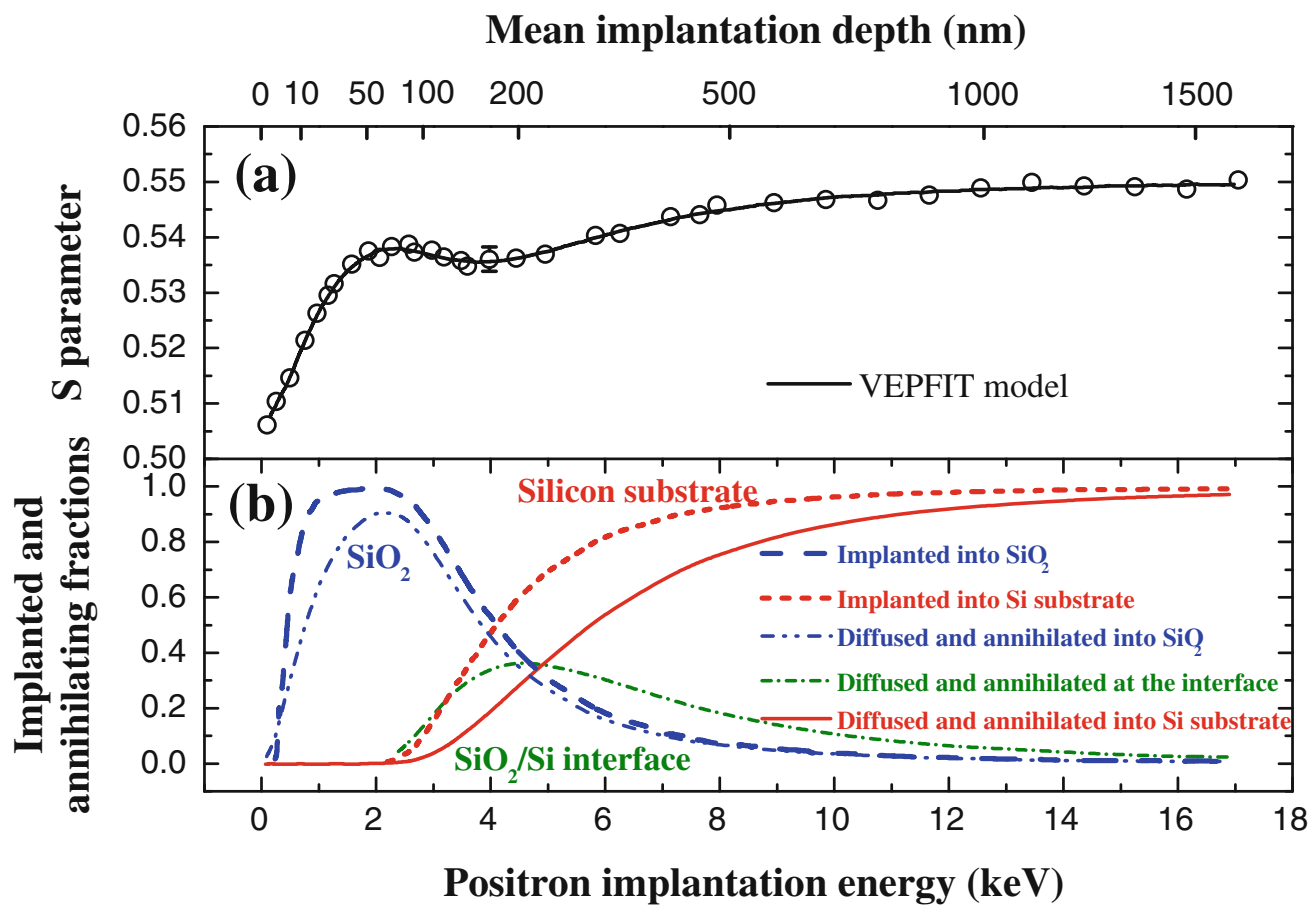 Mean implantation depth (nm)
0 10 50 100 200 500 1000 1500
0.56
0.55
0.54
0.53
0.52
0.51
0.50
S parameter
(a)
VEPFIT model
1.0
0.8
0.6
0.4
0.2
0.0
Implanted and
annihilating fractions
(b)
Silicon substrate
SiO2
SiO2/Si interface
Implanted into SiO2
Implanted into Si substrate
Diffused and annihilated into SiO2
Diffused and annihilated at the interface
Diffused and annihilated into Si substrate
0 2 4 6 8 10 12 14 16 18
Positron implantation energy (keV)